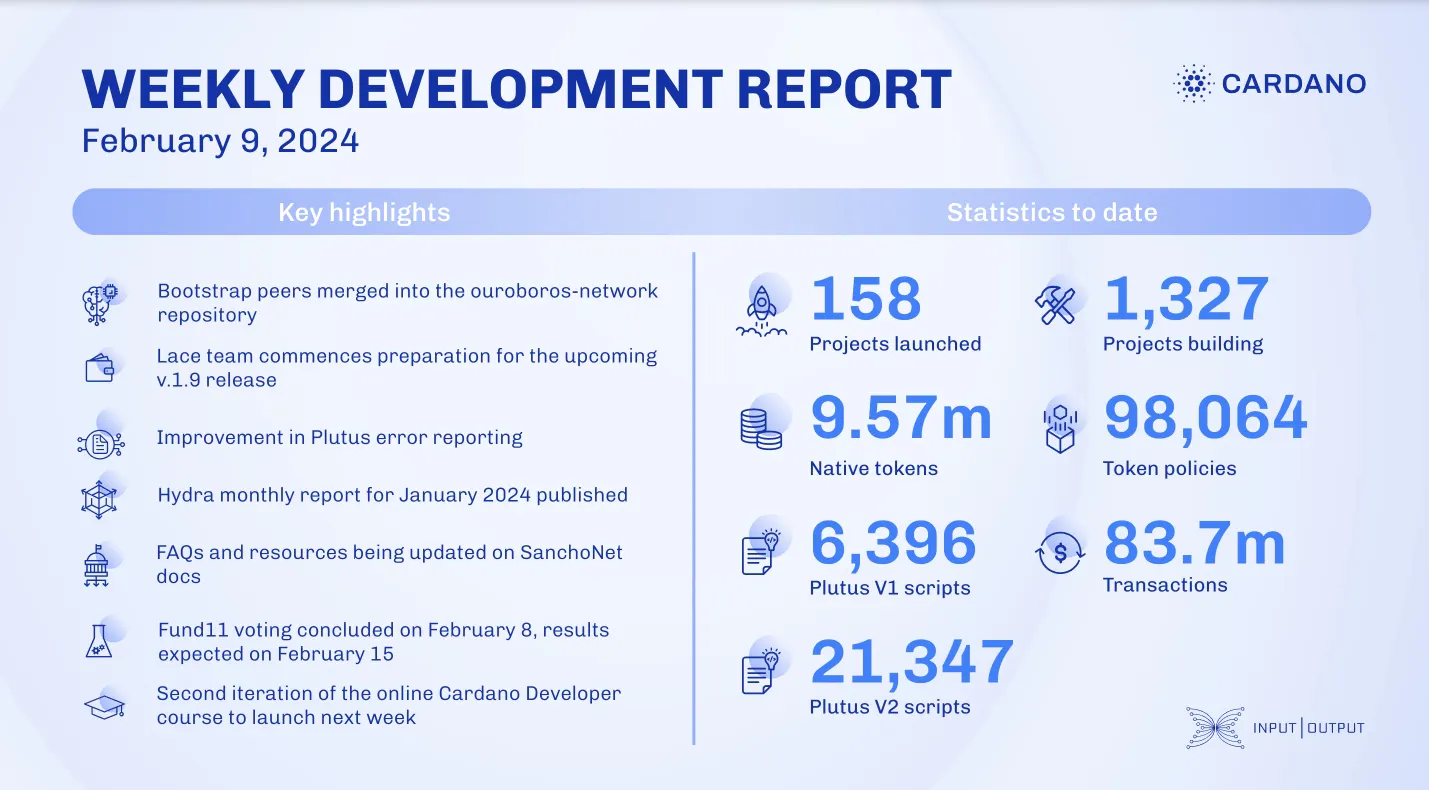 WEEKLY DEVELOPMENT REPORT
February 9, 2024
CARDANO
Key highlights
Bootstrap peers merged into the ouroboros-network
repository
Lace team commences preparation for the upcoming
v.1.9 release
Improvement in Plutus error reporting
Hydra monthly report for January 2024 published
FAQs and resources being updated on SanchoNet
docs
Fund11 voting concluded on February 8, results
expected on February 15
Second iteration of the online Cardano Developer
course to launch next week
Statistics to date
158
Projects launched
1,327
Projects building
9.57m
Native tokens
98,064
Token policies
6,396
Plutus V1 scripts
83.7m
Transactions
21,347
Plutus V2 scripts
INPUT|OUTPUT